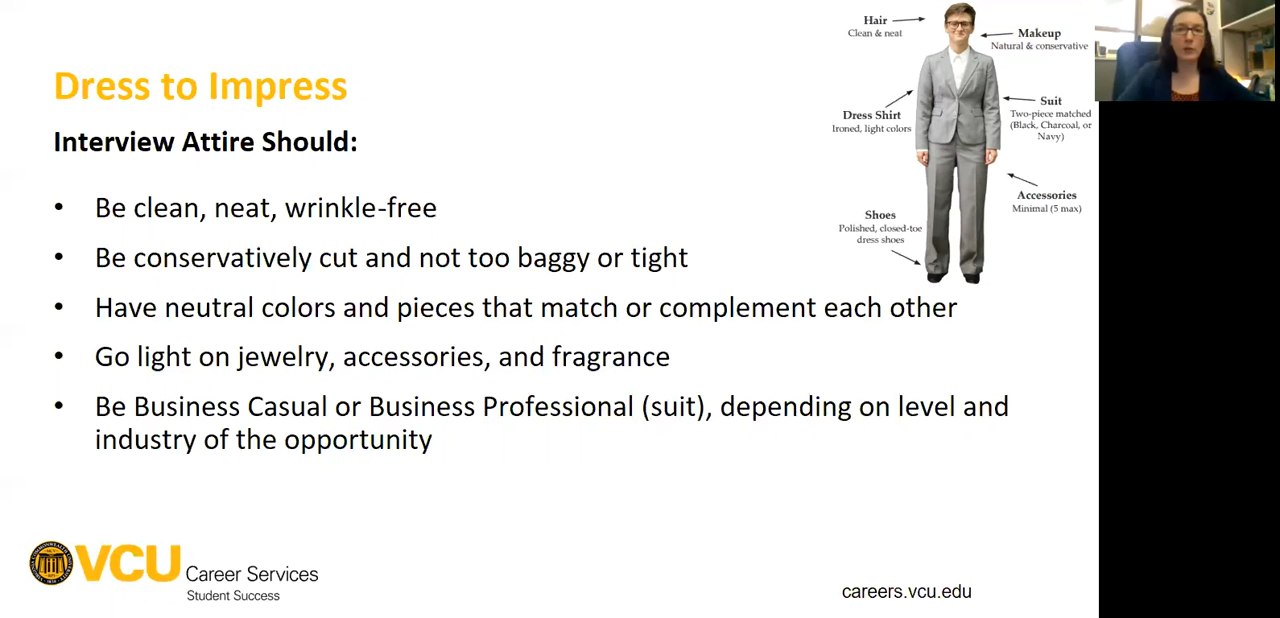 Dress to Impress
Interview Attire Should:
• Be clean, neat, wrinkle-free
• Be conservatively cut and not too baggy or tight
• Have neutral colors and pieces that match or complement each other
• Go light on jewelry, accessories, and fragrance
• Be Business Casual or Business Professional (suit), depending on level and
industry of the opportunity
Hair
Clean & neat
Makeup
Natural & conservative
Dress Shirt
Ironed, light colors
Suit
Two-piece matched
(Black, Charcoal, or
Navy)
Accessories
Minimal (5 max)
Shoes
Polished, closed-toe
dress shoes
VCU
Career Services
Student Success
careers.vcu.edu